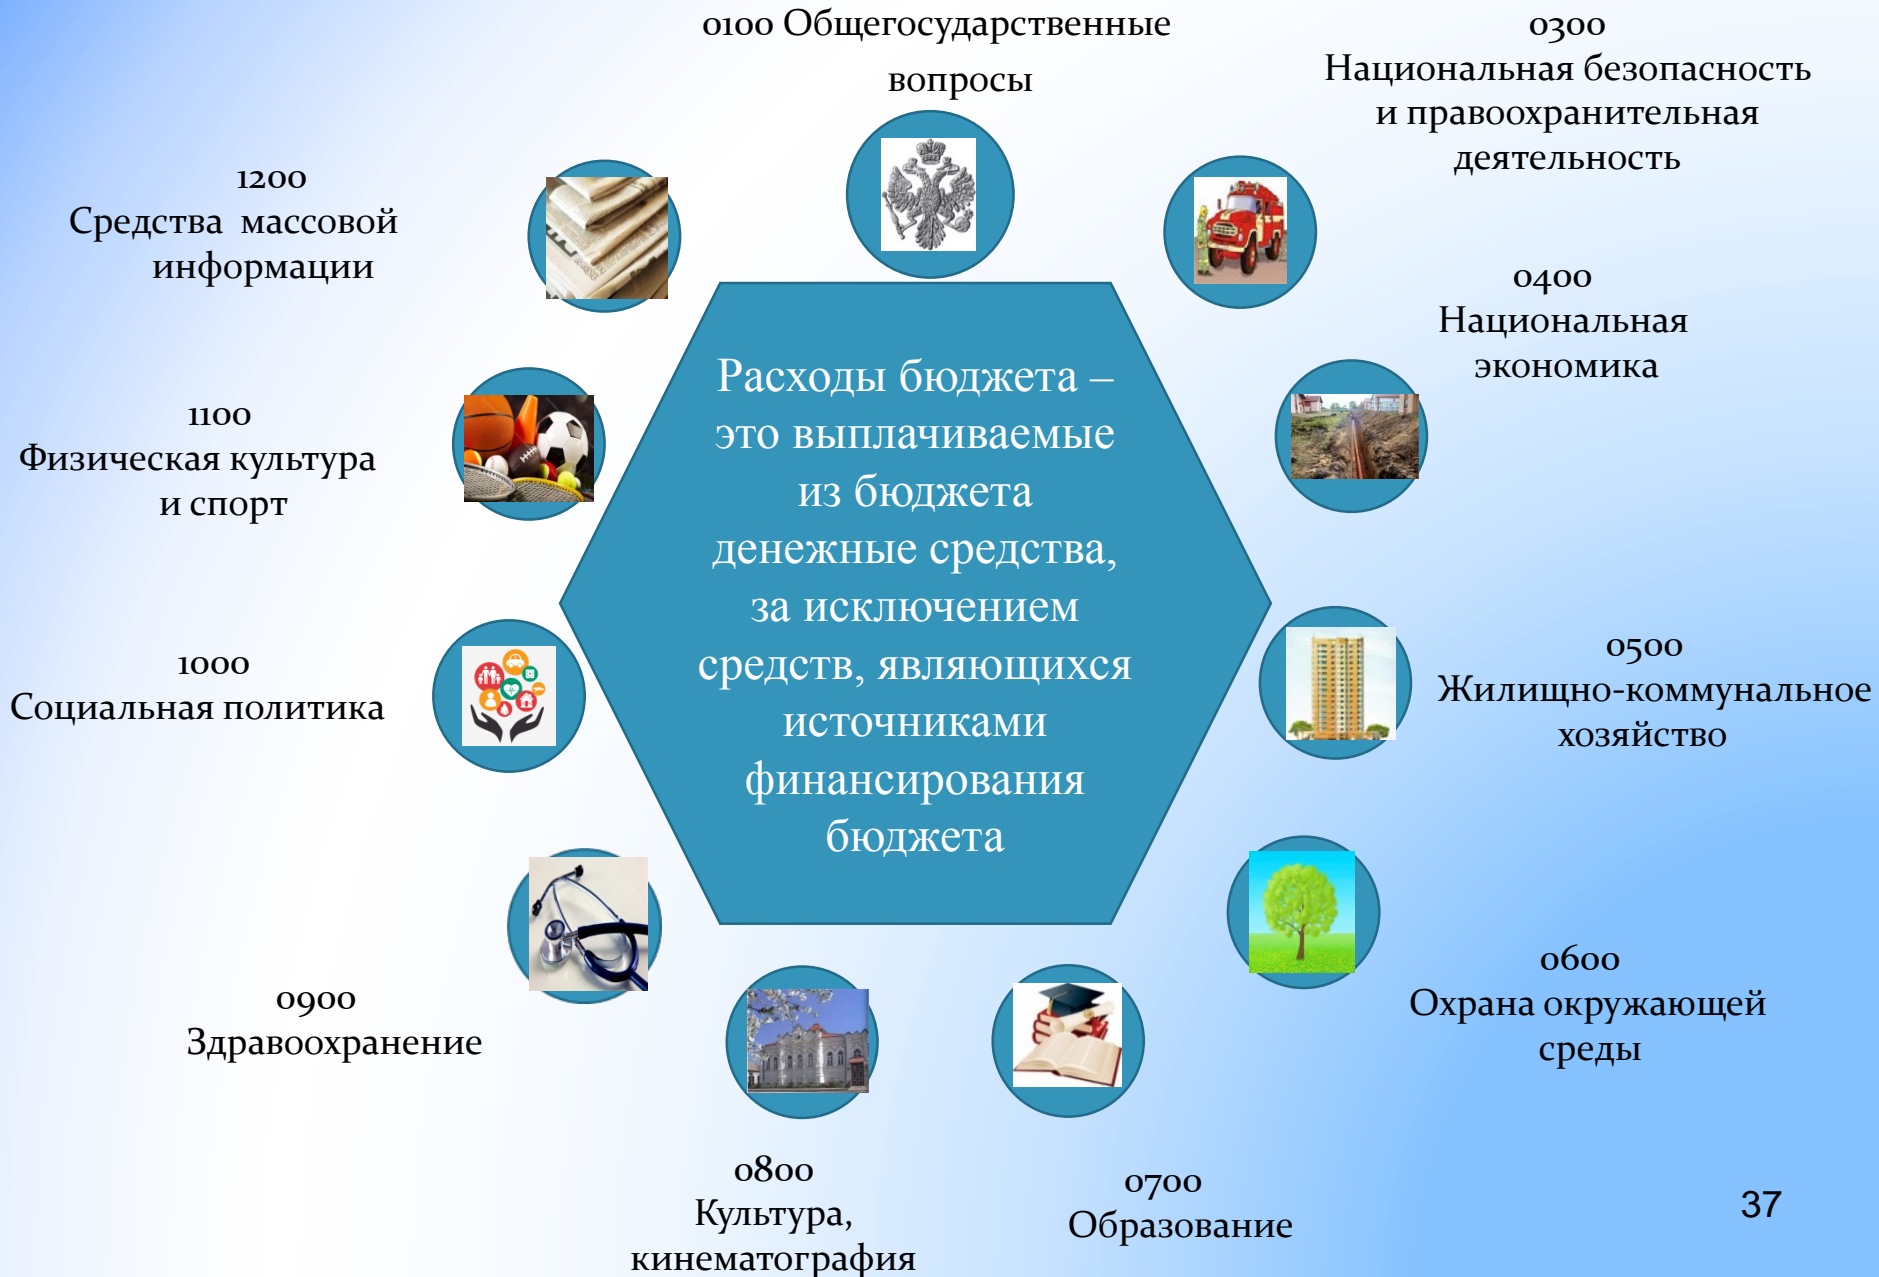 0100 Общегосударственные
вопросы
0300
Национальная безопасность
и правоохранительная
деятельность
1200
Средства массовой
информации
0400
Национальная
экономика
Расходы бюджета –
это выплачиваемые
из бюджета
денежные средства,
за исключением
средств, являющихся
источниками
финансирования
бюджета
1100
Физическая культура
и спорт
0500
Жилищно-коммунальное
хозяйство
1000
Социальная политика
0600
Охрана окружающей
среды
0900
Здравоохранение
0800
Культура,
кинематография
0700
Образование
37